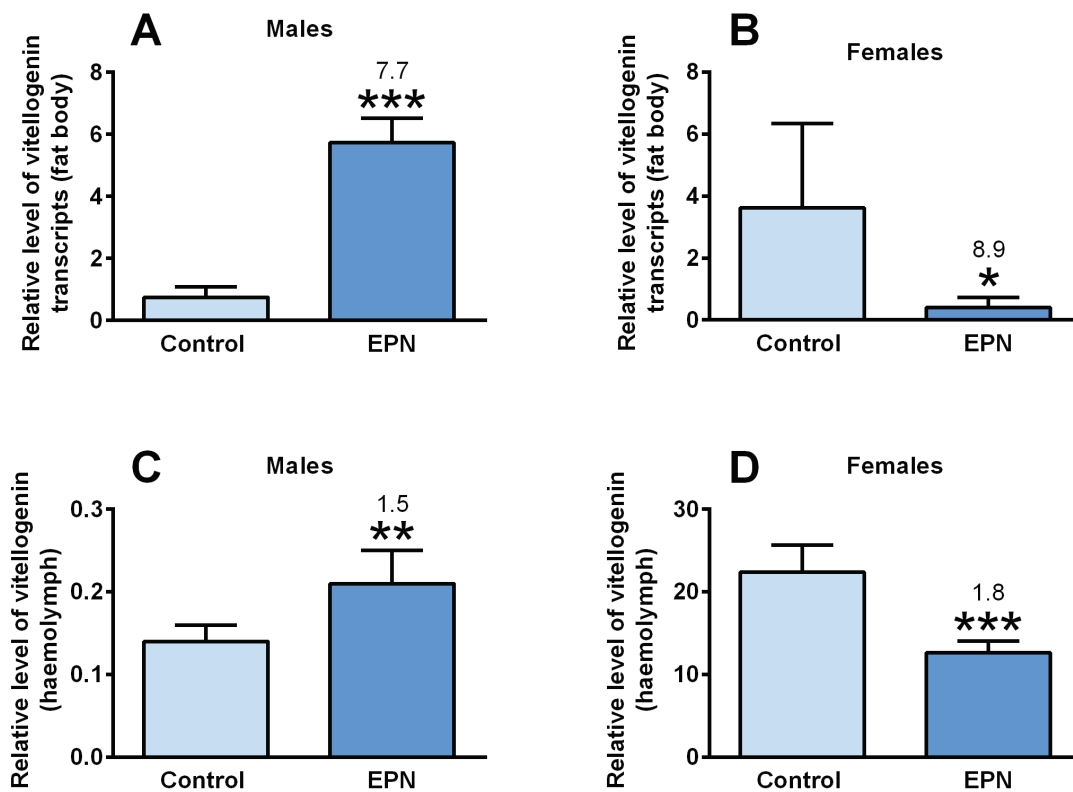 A
Males
Relative level of vitellogenin
transcripts (fat body)
8
6
4
2
0
7.7
***
Control
EPN
B
Females
Relative level of vitellogenin
transcripts (fat body)
8
6
4
2
0
8.9
*
Control
EPN
C
Males
Relative level of vitellogenin
(haemolymph)
0.3
0.2
0.1
0.0
1.5
**
Control
EPN
D
Females
Relative level of vitellogenin
(haemolymph)
30
20
10
0
1.8
***
Control
EPN